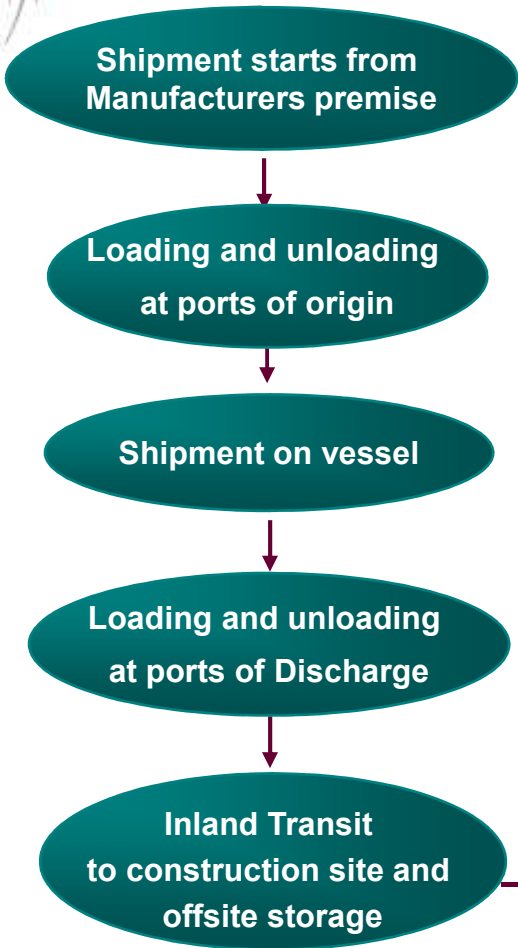 Shipment starts from
Manufacturers premise
Loading and unloading
at ports of origin
Shipment on vessel
Loading and unloading
at ports of Discharge
Inland Transit
to construction site and
offsite storage